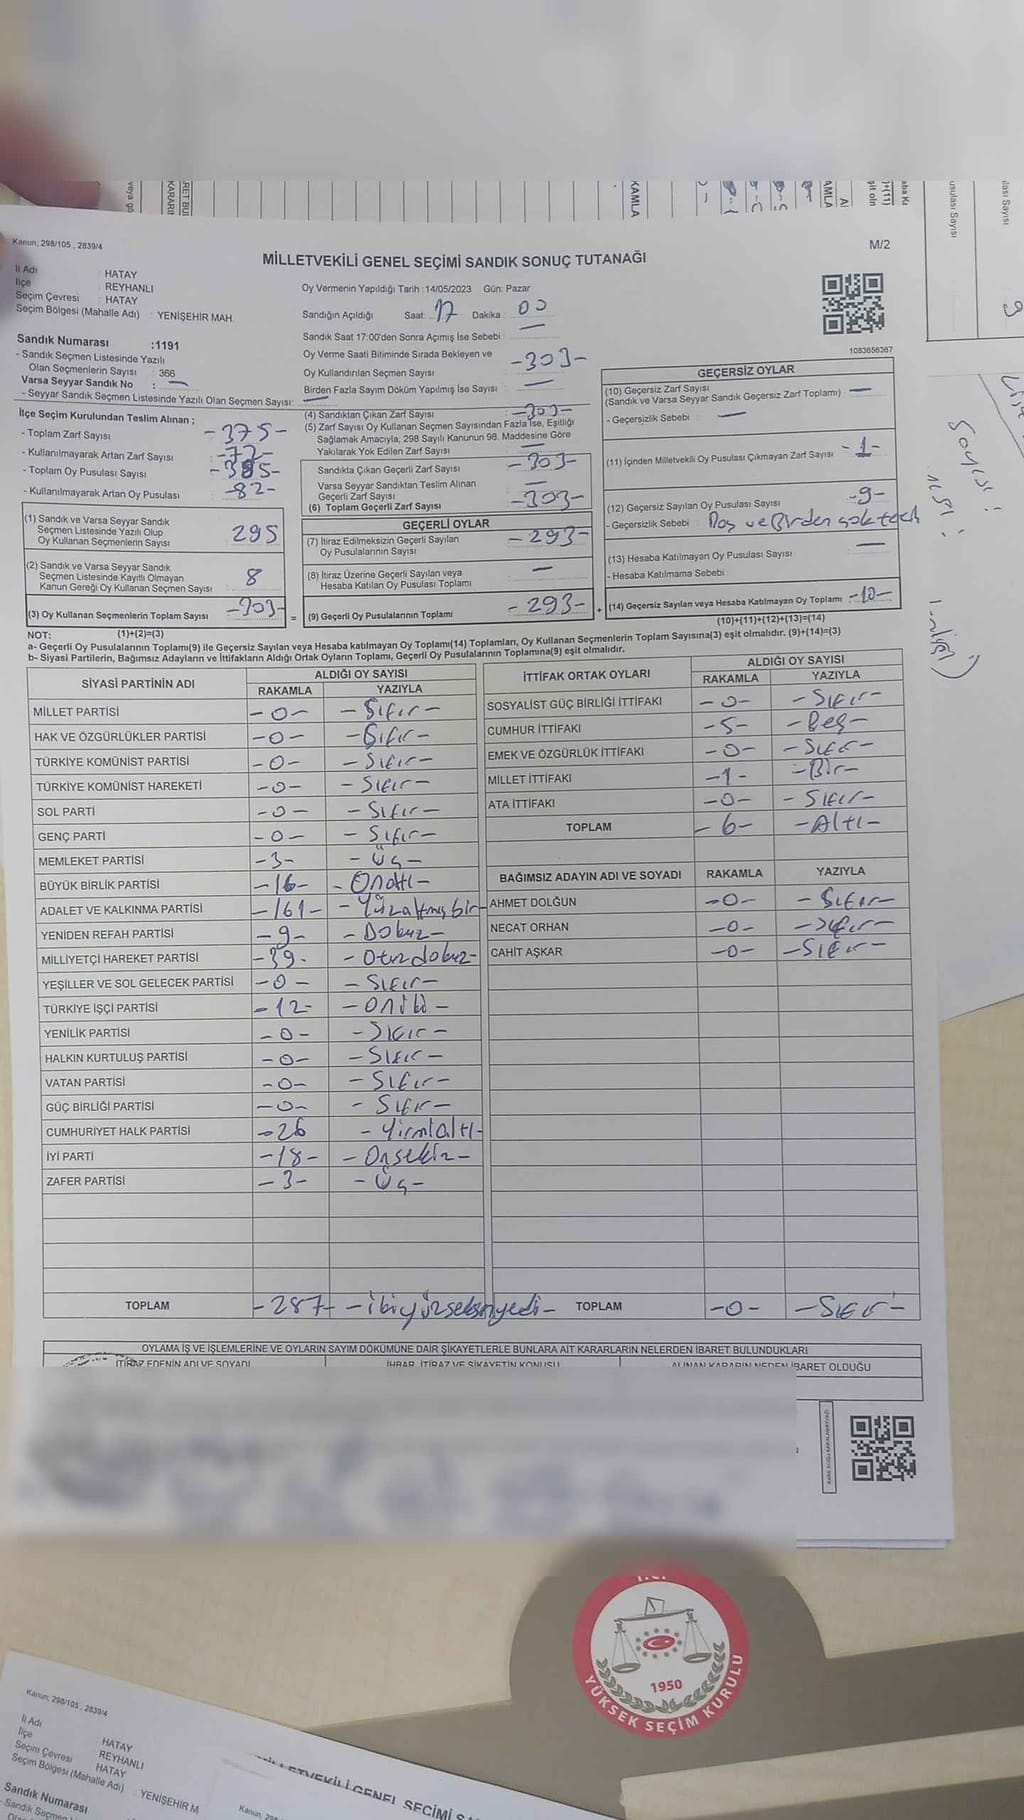 Kanun; 298/105 , 2839/4
M/2
MİLLETVEKİLİ GENEL SEÇİMİ SANDIK SONUÇ TUTANAĞI
İl Adı : HATAY
İlçe : REYHANLI
Seçim Çevresi : HATAY
Seçim Bölgesi (Mahalle Adı) : YENİŞEHİR MAH.
Sandık Numarası :1191
- Sandık Seçmen Listesinde Yazılı
Olan Seçmenlerin Sayısı : 366
Varsa Seyyar Sandık No : —
- Seyyar Sandık Seçmen Listesinde Yazılı Olan Seçmen Sayısı: —
Oy Vermenin Yapıldığı Tarih :14/05/2023 Gün: Pazar
Sandığın Açıldığı Saat: 17 Dakika : 00
Sandık Saat 17:00'den Sonra Açımış İse Sebebi : —
Oy Verme Saati Bitiminde Sırada Bekleyen ve
Oy Kullandırılan Seçmen Sayısı : -303-
Birden Fazla Sayım Döküm Yapılmış İse Sayısı : —
1083656367
İlçe Seçim Kurulundan Teslim Alınan ;
- Toplam Zarf Sayısı -375-
- Kullanılmayarak Artan Zarf Sayısı -72-
- Toplam Oy Pusulası Sayısı -385-
- Kullanılmayarak Artan Oy Pusulası -82-
(1) Sandık ve Varsa Seyyar Sandık
Seçmen Listesinde Yazılı Olup
Oy Kullanan Seçmenlerin Sayısı 295
(2) Sandık ve Varsa Seyyar Sandık
Seçmen Listesinde Kayıtlı Olmayan
Kanun Gereği Oy Kullanan Seçmen Sayısı 8
(3) Oy Kullanan Seçmenlerin Toplam Sayısı -303-
(4) Sandıktan Çıkan Zarf Sayısı -303-
(5) Zarf Sayısı Oy Kullanan Seçmen Sayısından Fazla İse, Eşitliği
Sağlamak Amacıyla; 298 Sayılı Kanunun 98. Maddesine Göre
Yakılarak Yok Edilen Zarf Sayısı —
Sandıkta Çıkan Geçerli Zarf Sayısı -303-
Varsa Seyyar Sandıktan Teslim Alınan
Geçerli Zarf Sayısı —
(6) Toplam Geçerli Zarf Sayısı -303-
GEÇERLİ OYLAR
(7) İtiraz Edilmeksizin Geçerli Sayılan
Oy Pusulalarının Sayısı -293-
(8) İtiraz Üzerine Geçerli Sayılan veya
Hesaba Katılan Oy Pusulası Toplamı —
= (9) Geçerli Oy Pusulalarının Toplamı -293- +
GEÇERSİZ OYLAR
(10) Geçersiz Zarf Sayısı
(Sandık ve Varsa Seyyar Sandık Geçersiz Zarf Toplamı) —
- Geçersizlik Sebebi : —
(11) İçinden Milletvekili Oy Pusulası Çıkmayan Zarf Sayısı -1-
(12) Geçersiz Sayılan Oy Pusulası Sayısı -9-
- Geçersizlik Sebebi : Boş ve Birden çok tech
(13) Hesaba Katılmayan Oy Pusulası Sayısı —
- Hesaba Katılmama Sebebi
(14) Geçersiz Sayılan veya Hesaba Katılmayan Oy Toplamı -10-
NOT: (1)+(2)=(3)
(10)+(11)+(12)+(13)=(14)
a- Geçerli Oy Pusulalarının Toplamı(9) ile Geçersiz Sayılan veya Hesaba katılmayan Oy Toplamı(14) Toplamları, Oy Kullanan Seçmenlerin Toplam Sayısına(3) eşit olmalıdır. (9)+(14)=(3)
b- Siyasi Partilerin, Bağımsız Adayların ve İttifakların Aldığı Ortak Oyların Toplamı, Geçerli Oy Pusulalarının Toplamına(9) eşit olmalıdır.
SİYASİ PARTİNİN ADI ALDIĞI OY SAYISI
RAKAMLA YAZIYLA
MİLLET PARTİSİ -0- -Sıfır-
HAK VE ÖZGÜRLÜKLER PARTİSİ -0- -Sıfır-
TÜRKİYE KOMÜNİST PARTİSİ -0- -Sıfır-
TÜRKİYE KOMÜNİST HAREKETİ -0- -Sıfır-
SOL PARTİ -0- -Sıfır-
GENÇ PARTİ -0- -Sıfır-
MEMLEKET PARTİSİ -3- -Üç-
BÜYÜK BİRLİK PARTİSİ -16- -Onaltı-
ADALET VE KALKINMA PARTİSİ -161- -Yüzaltmışbir-
YENİDEN REFAH PARTİSİ -9- -Dokuz-
MİLLİYETÇİ HAREKET PARTİSİ -39- -Otuzdokuz-
YEŞİLLER VE SOL GELECEK PARTİSİ -0- -Sıfır-
TÜRKİYE İŞÇİ PARTİSİ -12- -Oniki-
YENİLİK PARTİSİ -0- -Sıfır-
HALKIN KURTULUŞ PARTİSİ -0- -Sıfır-
VATAN PARTİSİ -0- -Sıfır-
GÜÇ BİRLİĞİ PARTİSİ -0- -Sıfır-
CUMHURİYET HALK PARTİSİ -26 -Yirmialtı-
İYİ PARTİ -18- -Onsekiz-
ZAFER PARTİSİ -3- -Üç-
TOPLAM -287- -ikiyüzseksenyedi-
İTTİFAK ORTAK OYLARI ALDIĞI OY SAYISI
RAKAMLA YAZIYLA
SOSYALİST GÜÇ BİRLİĞİ İTTİFAKI -0- -Sıfır-
CUMHUR İTTİFAKI -5- -Beş-
EMEK VE ÖZGÜRLÜK İTTİFAKI -0- -Sıfır-
MİLLET İTTİFAKI -1- -Bir-
ATA İTTİFAKI -0- -Sıfır-
TOPLAM -6- -Altı-
BAĞIMSIZ ADAYIN ADI VE SOYADI RAKAMLA YAZIYLA
AHMET DOLĞUN -0- -Sıfır-
NECAT ORHAN -0- -Sıfır-
CAHİT AŞKAR -0- -Sıfır-
TOPLAM -0- -Sıfır-
OYLAMA İŞ VE İŞLEMLERİNE VE OYLARIN SAYIM DÖKÜMÜNE DAİR ŞİKAYETLERLE BUNLARA AİT KARARLARIN NELERDEN İBARET BULUNDUKLARI
İTİRAZ EDENİN ADI VE SOYADI İHBAR, İTİRAZ VE ŞİKAYETİN KONUSU ALINAN KARARIN NEDEN İBARET OLDUĞU
T.C.
1950
YÜKSEK SEÇİM KURULU
Kanun; 298/105 , 2839/4
İl Adı HATAY
İlçe REYHANLI
Seçim Çevresi HATAY
Seçim Bölgesi (Mahalle Adı) YENİŞEHİR M
Sandık Numarası
MİLLETVEKİLİ GENEL SEÇİMİ SA
Kanun; 298/105